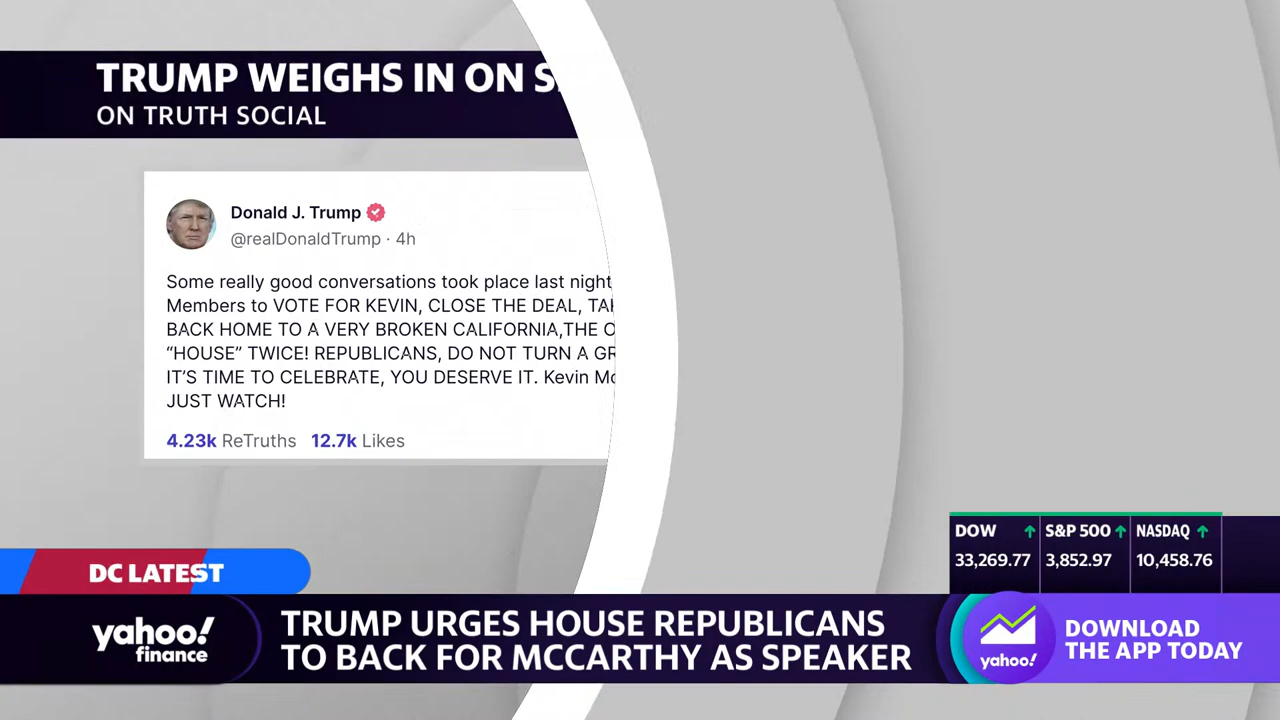 TRUMP WEIGHS IN ON
ON TRUTH SOCIAL
Donald J. Trump
@realDonaldTrump · 4h
Some really good conversations took place last night
Members to VOTE FOR KEVIN, CLOSE THE DEAL,
BACK HOME TO A VERY BROKEN CALIFORNIA,THE
“HOUSE” TWICE! REPUBLICANS, DO NOT TURN A
IT’S TIME TO CELEBRATE, YOU DESERVE IT. Kevin
JUST WATCH!
4.23k ReTruths 12.7k Likes
DOW S&P 500 NASDAQ
33,269.77 3,852.97 10,458.76
DC LATEST
yahoo!
finance
TRUMP URGES HOUSE REPUBLICANS
TO BACK FOR MCCARTHY AS SPEAKER
yahoo!
DOWNLOAD
THE APP TODAY